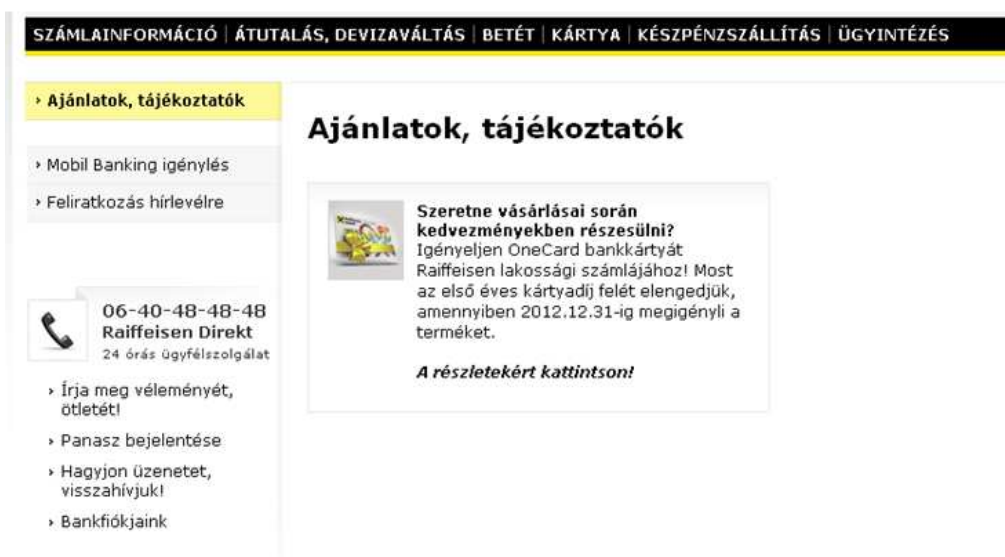 SZÁMLAINFORMÁCIÓ | ÁTUTALÁS, DEVIZAVÁLTÁS | BETÉT | KÁRTYA | KÉSZPÉNZSZÁLLÍTÁS | ÜGYINTÉZÉS
› Ajánlatok, tájékoztatók
› Mobil Banking igénylés
› Feliratkozás hírlevélre
06-40-48-48-48
Raiffeisen Direkt
24 órás ügyfélszolgálat
› Írja meg véleményét,
ötletét!
› Panasz bejelentése
› Hagyjon üzenetet,
visszahívjuk!
› Bankfiókjaink
Ajánlatok, tájékoztatók
Szeretne vásárlásai során
kedvezményekben részesülni?
Igényeljen OneCard bankkártyát
Raiffeisen lakossági számlájához! Most
az első éves kártyadíj felét elengedjük,
amennyiben 2012.12.31-ig megigényli a
terméket.
A részletekért kattintson!